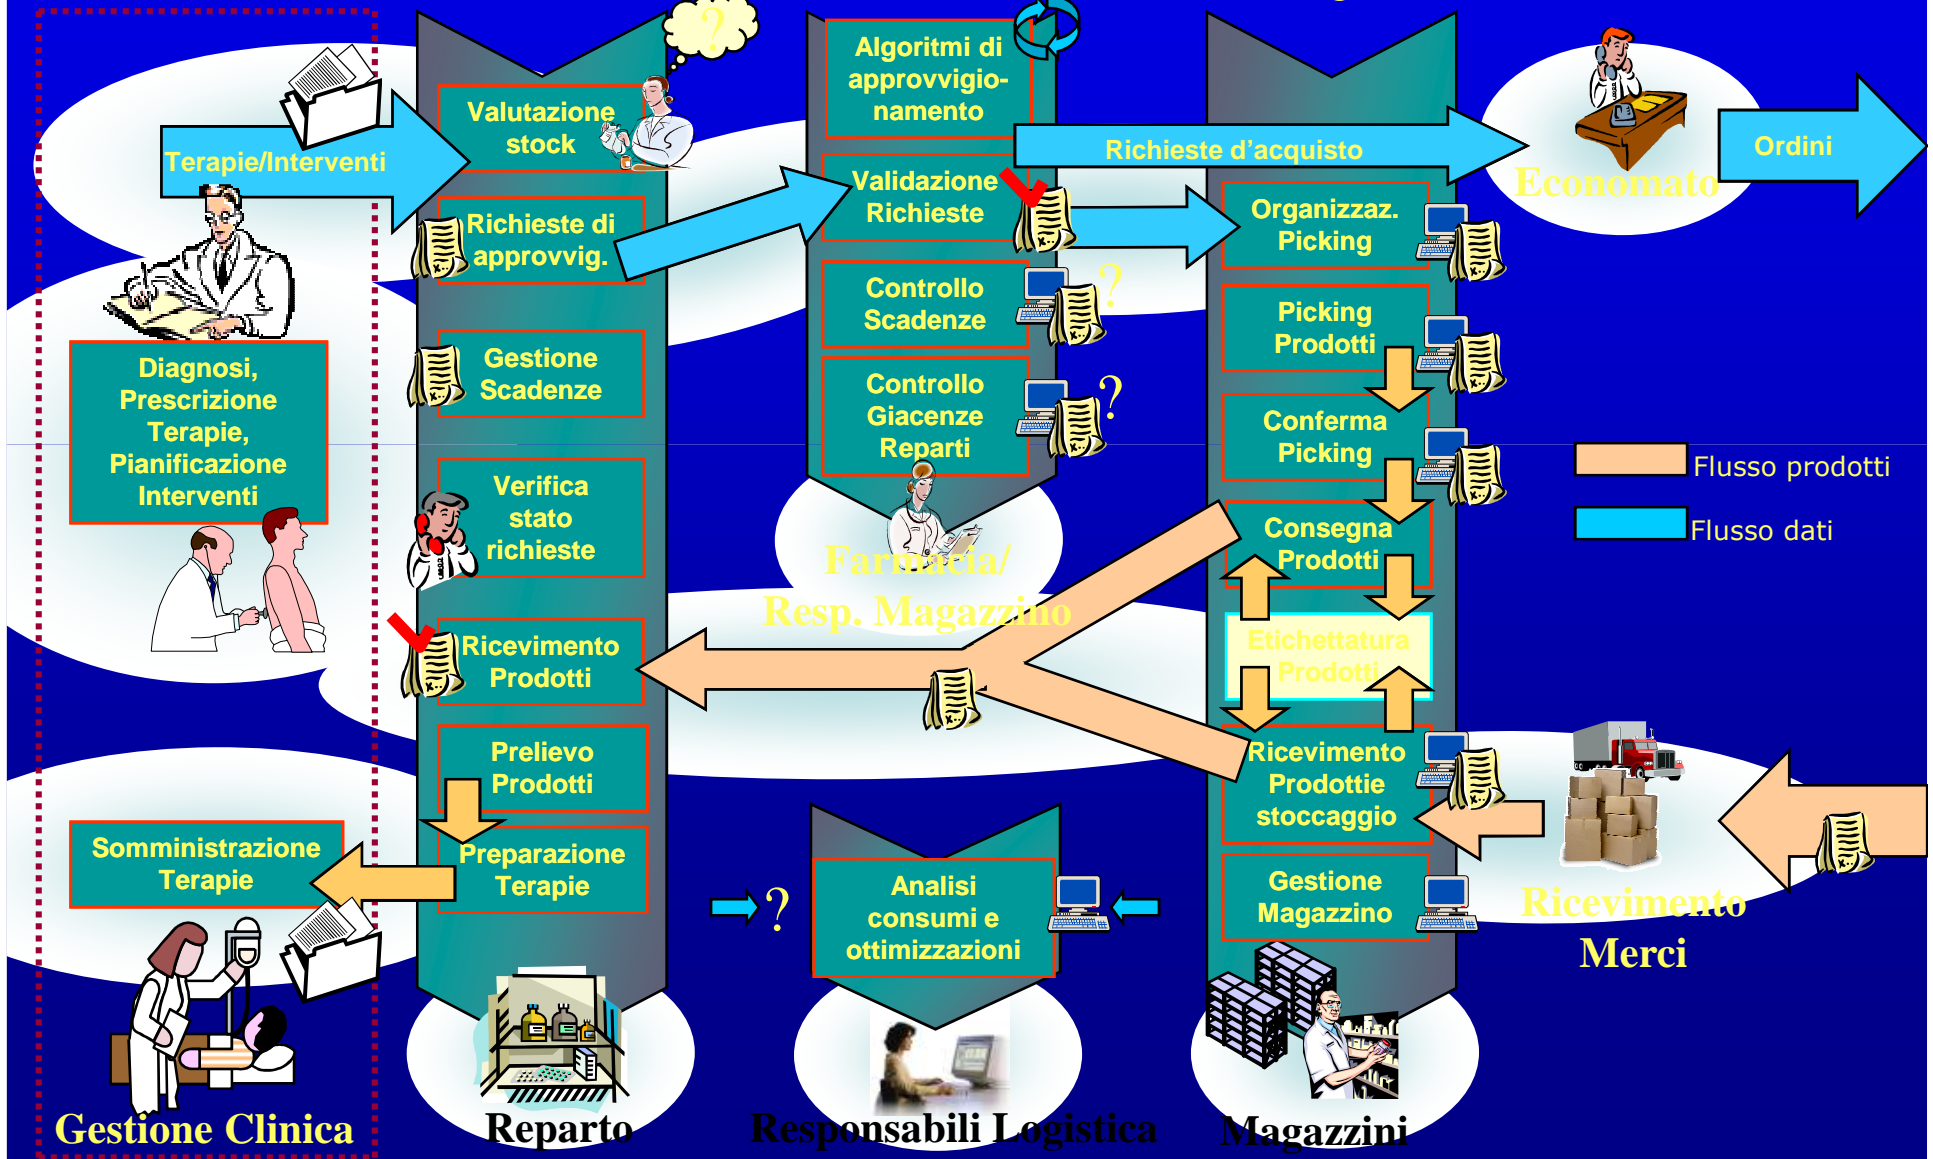 Terapie/Interventi
Diagnosi,
Prescrizione
Terapie,
Pianificazione
Interventi
Somministrazione
Terapie
Gestione Clinica
?
Valutazione
stock
Richieste di
approvvig.
Gestione
Scadenze
Verifica
stato
richieste
Ricevimento
Prodotti
Prelievo
Prodotti
Preparazione
Terapie
Reparto
Algoritmi di
approvvigio-
namento
Validazione
Richieste
Controllo
Scadenze
?
Controllo
Giacenze
Reparti
?
Farmacia/
Resp. Magazzino
?
Analisi
consumi e
ottimizzazioni
Responsabili Logistica
Richieste d'acquisto
Organizzaz.
Picking
Picking
Prodotti
Conferma
Picking
Consegna
Prodotti
Etichettatura
Prodotti
Ricevimento
Prodottie
stoccaggio
Gestione
Magazzino
Magazzini
Economato
Ordini
Flusso prodotti
Flusso dati
Ricevimento
Merci